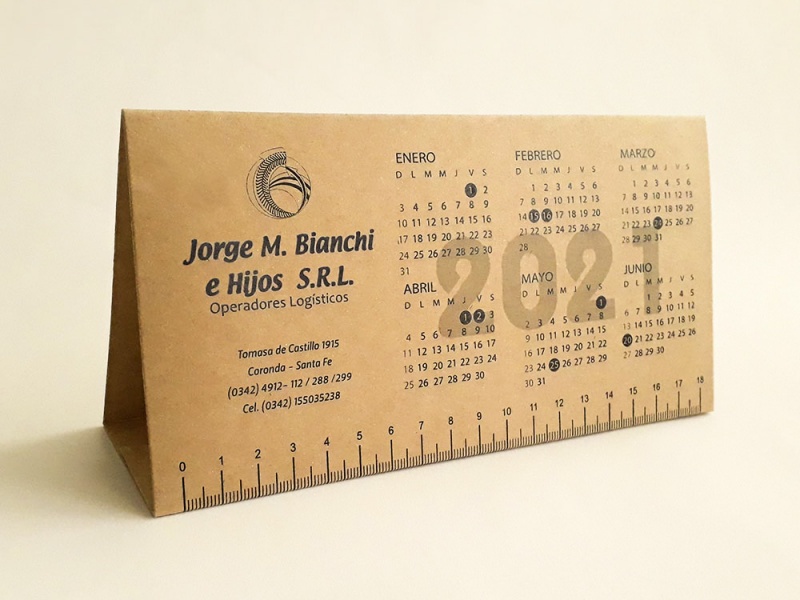 Jorge M. Bianchi
e Hijos S.R.L.
Operadores Logísticos
Tomasa de Castillo 1915
Coronda - Santa Fe
(0342) 4912- 112 / 288 /299
Cel. (0342) 155035238
2021
ENERO
D L M M J V S
1 2
3 4 5 6 7 8 9
10 11 12 13 14 15 16
17 18 19 20 21 22 23
24 25 26 27 28 29 30
31
FEBRERO
D L M M J V S
1 2 3 4 5 6
7 8 9 10 11 12 13
14 15 16 17 18 19 20
21 22 23 24 25 26 27
28
MARZO
D L M M J V S
1 2 3 4 5 6
7 8 9 10 11 12 13
14 15 16 17 18 19 20
21 22 23 24 25 26 27
28 29 30 31
ABRIL
D L M M J V S
1 2 3
4 5 6 7 8 9 10
11 12 13 14 15 16 17
18 19 20 21 22 23 24
25 26 27 28 29 30
MAYO
D L M M J V S
1
2 3 4 5 6 7 8
9 10 11 12 13 14 15
16 17 18 19 20 21 22
23 24 25 26 27 28 29
30 31
JUNIO
D L M M J V S
1 2 3 4 5
6 7 8 9 10 11 12
13 14 15 16 17 18 19
20 21 22 23 24 25 26
27 28 29 30
0 1 2 3 4 5 6 7 8 9 10 11 12 13 14 15 16 17 18